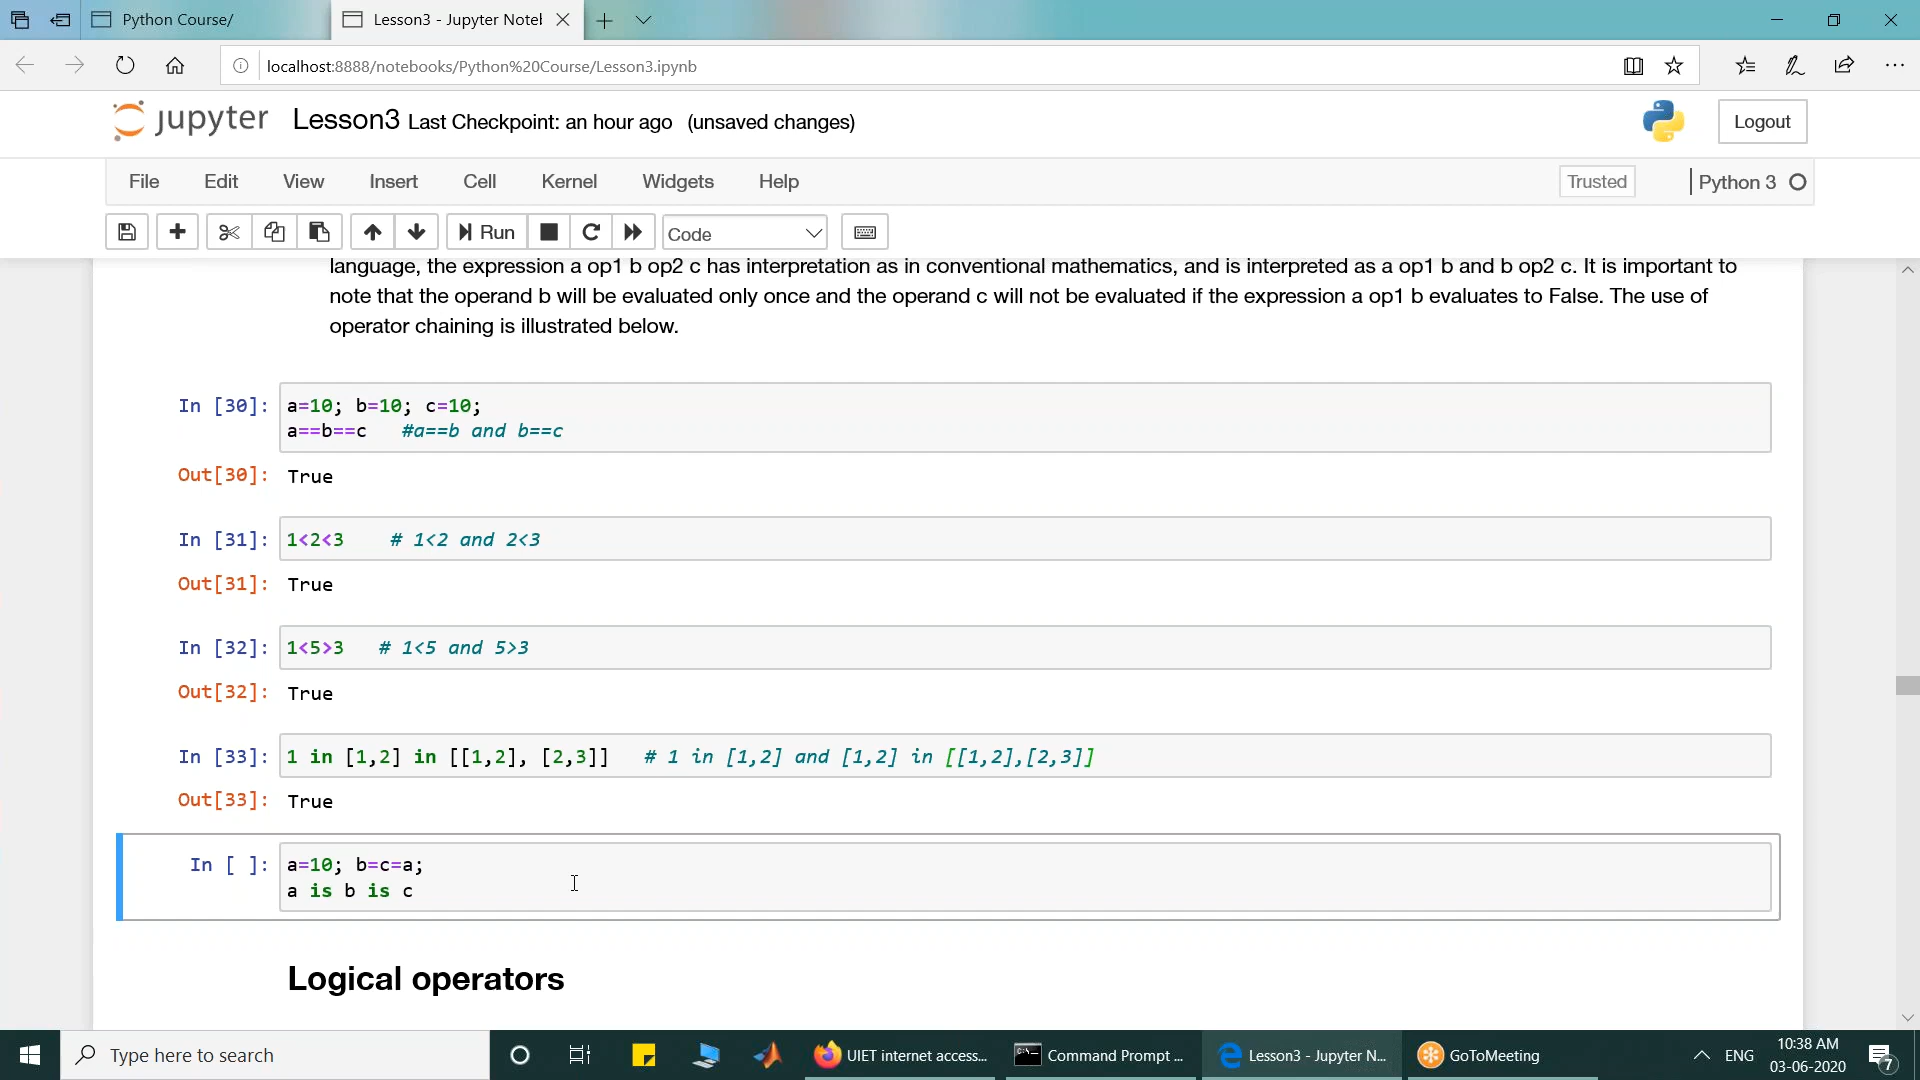 Python Course/
Lesson3 - Jupyter Notel
localhost:8888/notebooks/Python%20Course/Lesson3.ipynb
jupyter Lesson3 Last Checkpoint: an hour ago (unsaved changes)
Logout
File Edit View Insert Cell Kernel Widgets Help
Trusted
Python 3
Run
Code
language, the expression a op1 b op2 c has interpretation as in conventional mathematics, and is interpreted as a op1 b and b op2 c. It is important to
note that the operand b will be evaluated only once and the operand c will not be evaluated if the expression a op1 b evaluates to False. The use of
operator chaining is illustrated below.
In [30]: a=10; b=10; c=10;
a==b==c #a==b and b==c
Out[30]: True
In [31]: 1<2<3 # 1<2 and 2<3
Out[31]: True
In [32]: 1<5>3 # 1<5 and 5>3
Out[32]: True
In [33]: 1 in [1,2] in [[1,2], [2,3]] # 1 in [1,2] and [1,2] in [[1,2],[2,3]]
Out[33]: True
In [ ]: a=10; b=c=a;
a is b is c
Logical operators
Type here to search
UIET internet access...
Command Prompt ...
Lesson3 - Jupyter N...
GoToMeeting
ENG
10:38 AM
03-06-2020
7